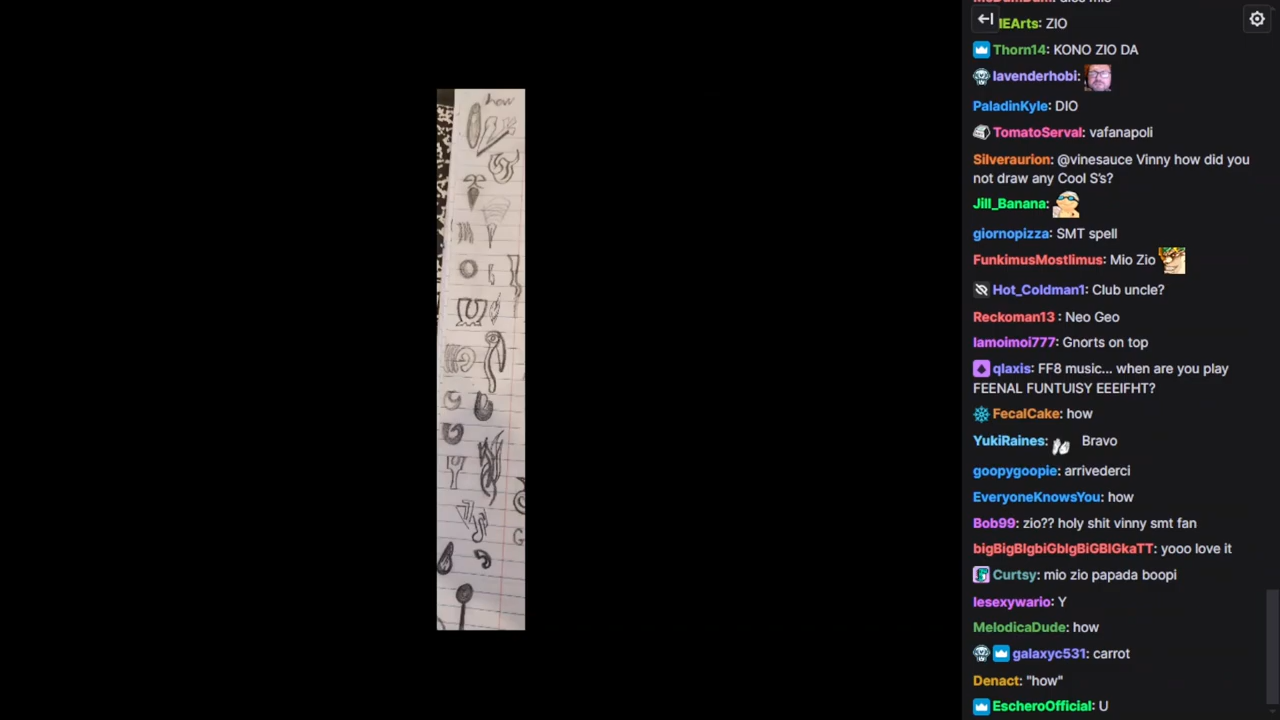 how
G
IEArts: ZIO
Thorn14: KONO ZIO DA
lavenderhobi:
PaladinKyle: DIO
TomatoServal: vafanapoli
Silveraurion: @vinesauce Vinny how did you
not draw any Cool S's?
Jill_Banana:
giornopizza: SMT spell
FunkimusMostlimus: Mio Zio
Hot_Coldman1: Club uncle?
Reckoman13 : Neo Geo
lamoimoi777: Gnorts on top
qlaxis: FF8 music... when are you play
FEENAL FUNTUISY EEEIFHT?
FecalCake: how
YukiRaines: Bravo
goopygoopie: arrivederci
EveryoneKnowsYou: how
Bob99: zio?? holy shit vinny smt fan
bigBigBIgbiGbIgBiGBIGkaTT: yooo love it
Curtsy: mio zio papada boopi
lesexywario: Y
MelodicaDude: how
galaxyc531: carrot
Denact: "how"
EscheroOfficial: U